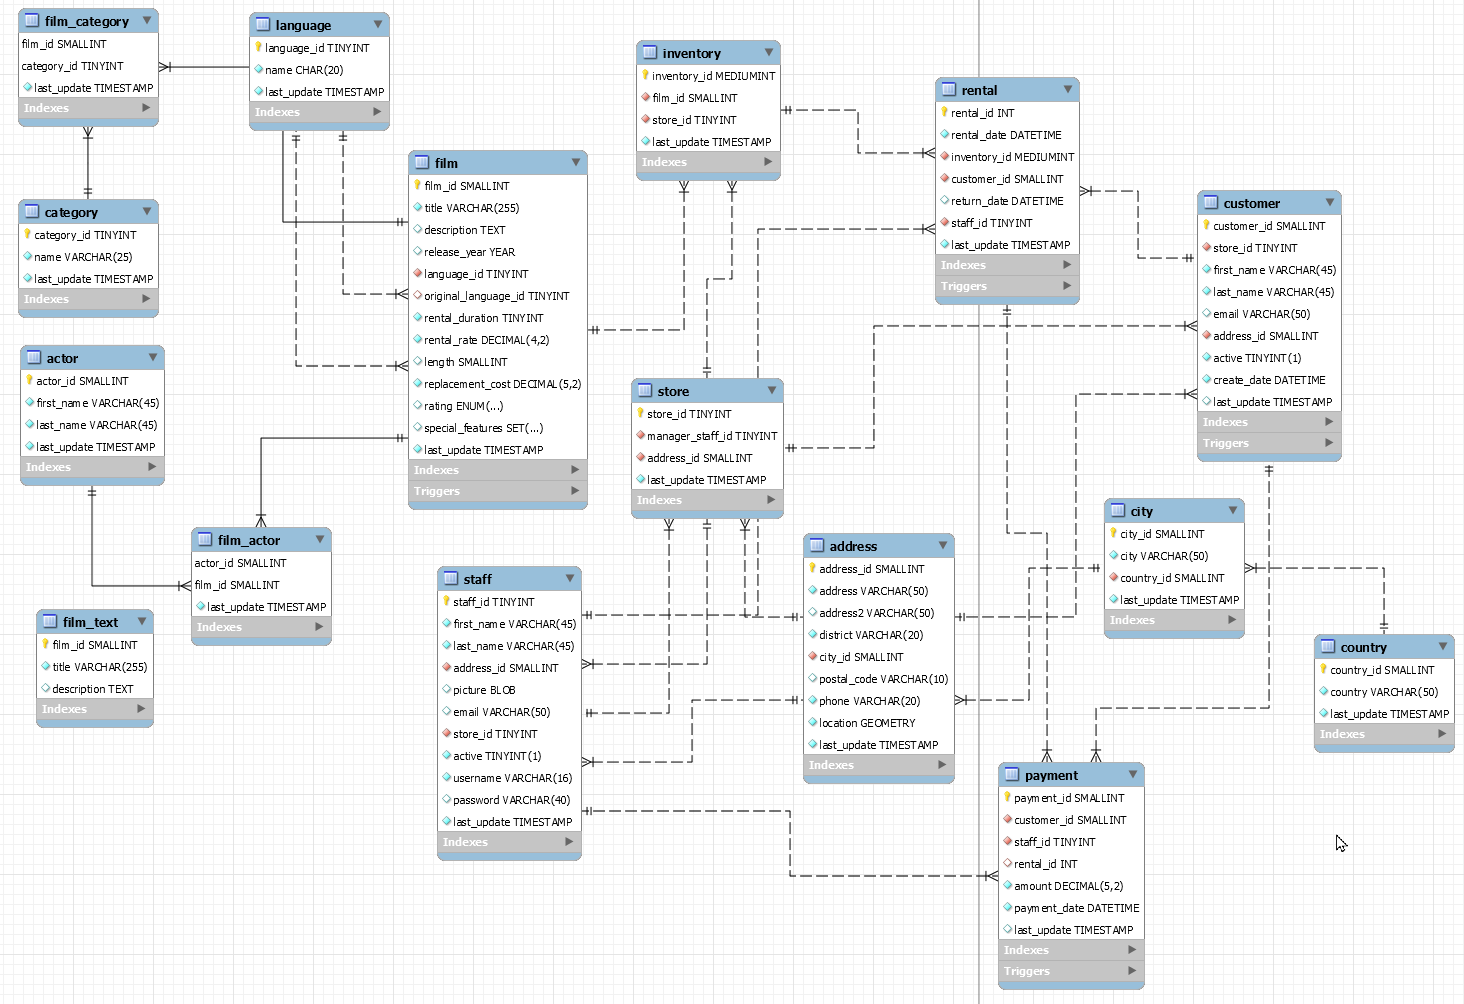 film_category
film_id SMALLINT
category_id TINYINT
last_update TIMESTAMP
Indexes
language
language_id TINYINT
name CHAR(20)
last_update TIMESTAMP
Indexes
inventory
inventory_id MEDIUMINT
film_id SMALLINT
store_id TINYINT
last_update TIMESTAMP
Indexes
rental
rental_id INT
rental_date DATETIME
inventory_id MEDIUMINT
customer_id SMALLINT
return_date DATETIME
staff_id TINYINT
last_update TIMESTAMP
Indexes
Triggers
film
film_id SMALLINT
title VARCHAR(255)
description TEXT
release_year YEAR
language_id TINYINT
original_language_id TINYINT
rental_duration TINYINT
rental_rate DECIMAL(4,2)
length SMALLINT
replacement_cost DECIMAL(5,2)
rating ENUM(...)
special_features SET(...)
last_update TIMESTAMP
Indexes
Triggers
category
category_id TINYINT
name VARCHAR(25)
last_update TIMESTAMP
Indexes
customer
customer_id SMALLINT
store_id TINYINT
first_name VARCHAR(45)
last_name VARCHAR(45)
email VARCHAR(50)
address_id SMALLINT
active TINYINT(1)
create_date DATETIME
last_update TIMESTAMP
Indexes
Triggers
actor
actor_id SMALLINT
first_name VARCHAR(45)
last_name VARCHAR(45)
last_update TIMESTAMP
Indexes
store
store_id TINYINT
manager_staff_id TINYINT
address_id SMALLINT
last_update TIMESTAMP
Indexes
film_actor
actor_id SMALLINT
film_id SMALLINT
last_update TIMESTAMP
Indexes
address
address_id SMALLINT
address VARCHAR(50)
address2 VARCHAR(50)
district VARCHAR(20)
city_id SMALLINT
postal_code VARCHAR(10)
phone VARCHAR(20)
location GEOMETRY
last_update TIMESTAMP
Indexes
city
city_id SMALLINT
city VARCHAR(50)
country_id SMALLINT
last_update TIMESTAMP
Indexes
staff
staff_id TINYINT
first_name VARCHAR(45)
last_name VARCHAR(45)
address_id SMALLINT
picture BLOB
email VARCHAR(50)
store_id TINYINT
active TINYINT(1)
username VARCHAR(16)
password VARCHAR(40)
last_update TIMESTAMP
Indexes
film_text
film_id SMALLINT
title VARCHAR(255)
description TEXT
Indexes
country
country_id SMALLINT
country VARCHAR(50)
last_update TIMESTAMP
Indexes
payment
payment_id SMALLINT
customer_id SMALLINT
staff_id TINYINT
rental_id INT
amount DECIMAL(5,2)
payment_date DATETIME
last_update TIMESTAMP
Indexes
Triggers